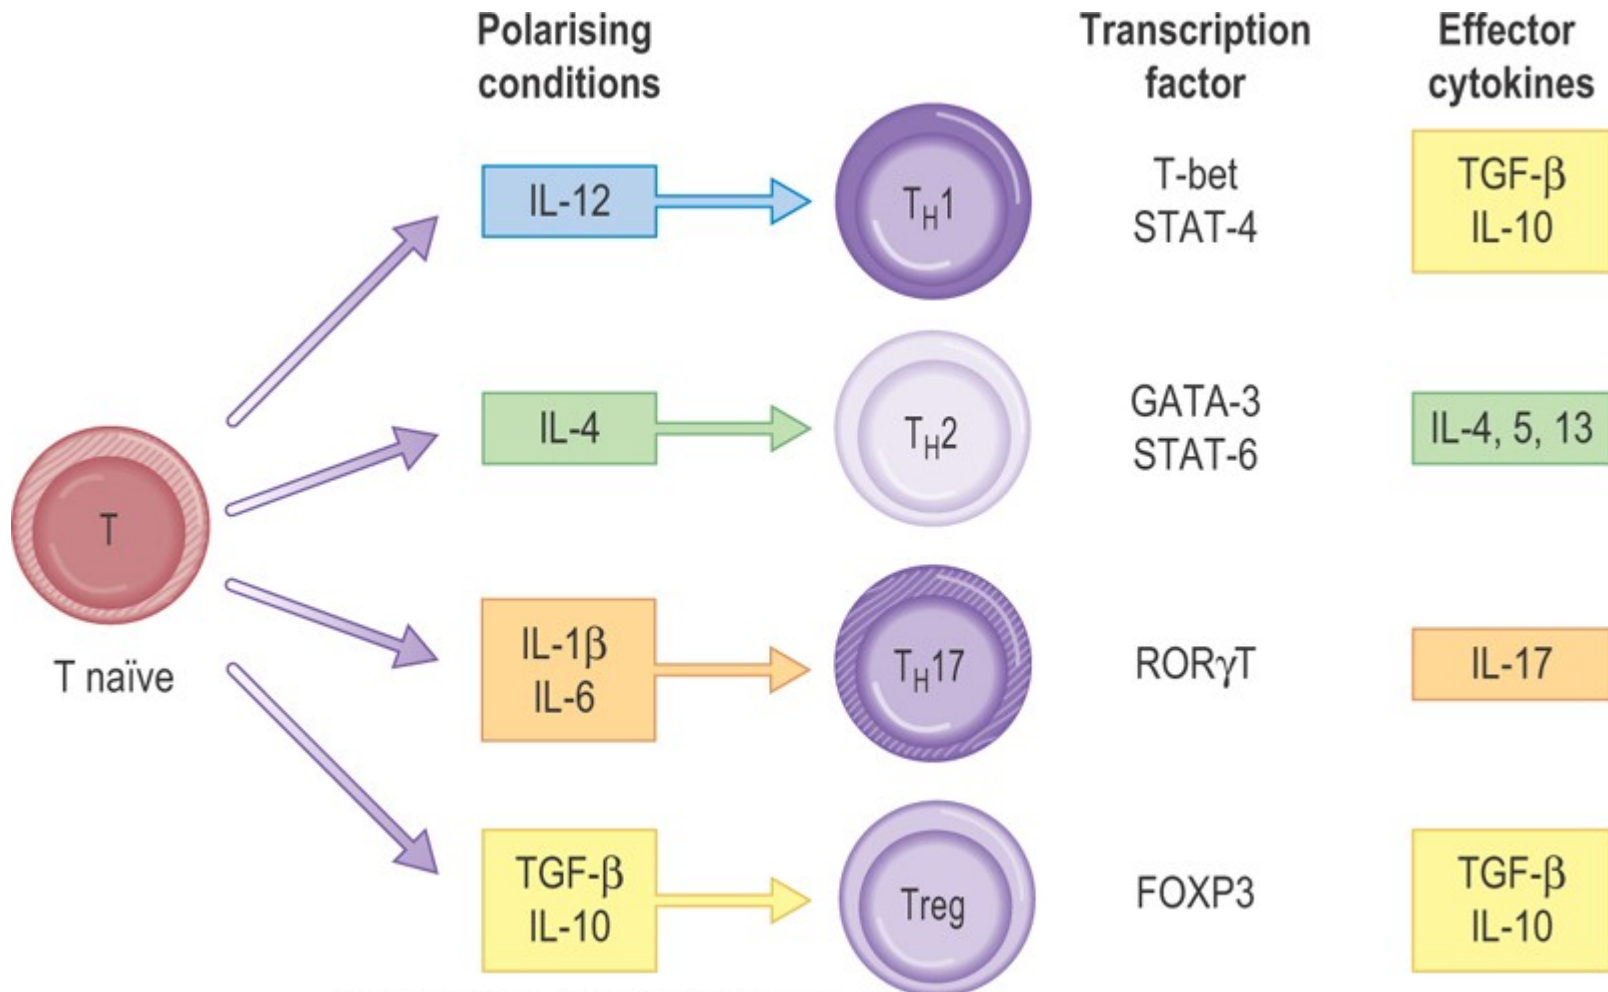 Polarising
conditions
Transcription
factor
Effector
cytokines
IL-12
TH1
T-bet
STAT-4
TGF-β
IL-10
IL-4
TH2
GATA-3
STAT-6
IL-4, 5, 13
T
T naïve
IL-1β
IL-6
TH17
RORγT
IL-17
TGF-β
IL-10
Treg
FOXP3
TGF-β
IL-10